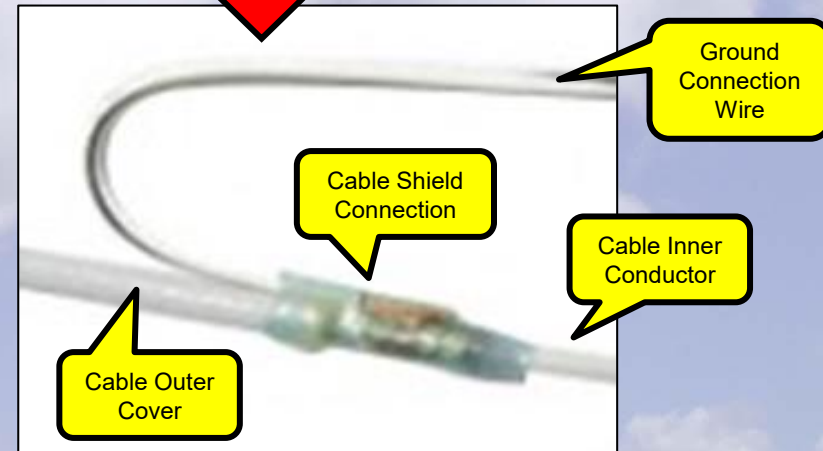 Ground
Connection
Wire
Cable Shield
Connection
Cable Inner
Conductor
Cable Outer
Cover